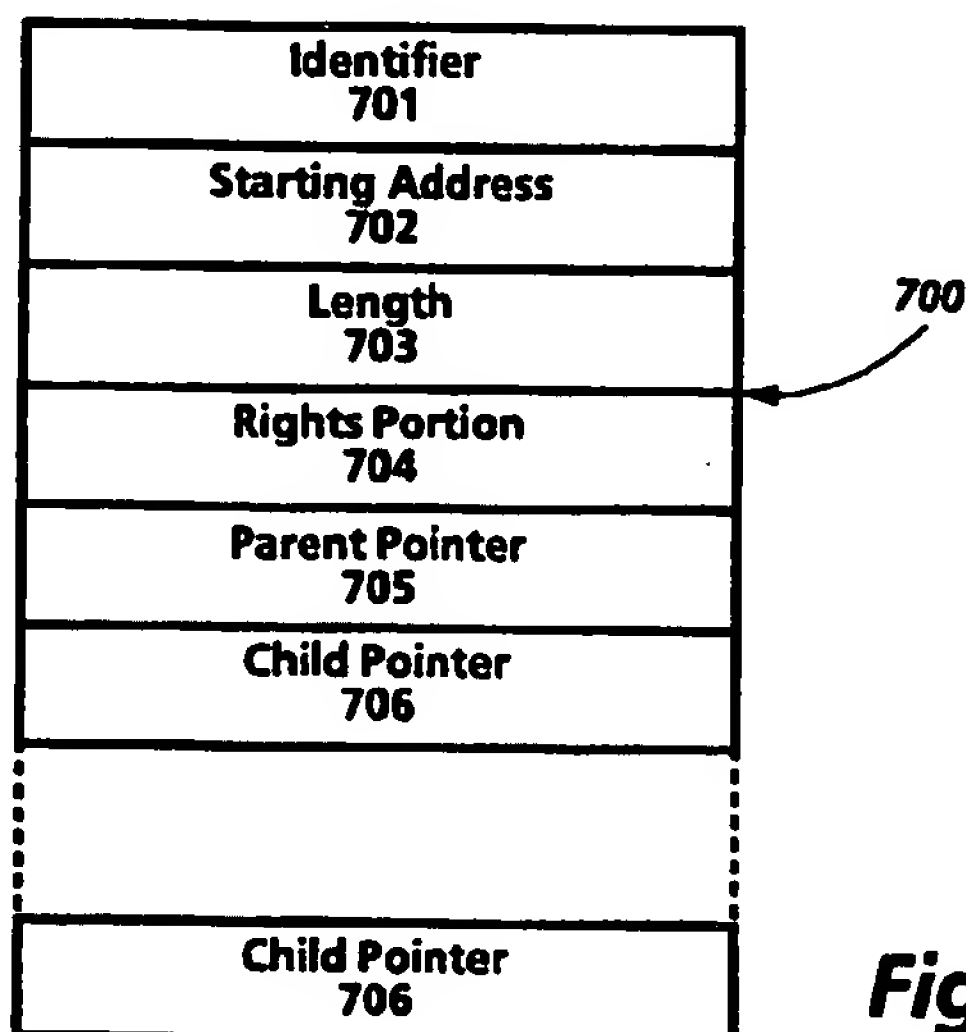 Identifier
701
Starting Address
702
Length
703
700
Rights Portion
704
Parent Pointer
705
Child Pointer
706
Child Pointer
706
Fig